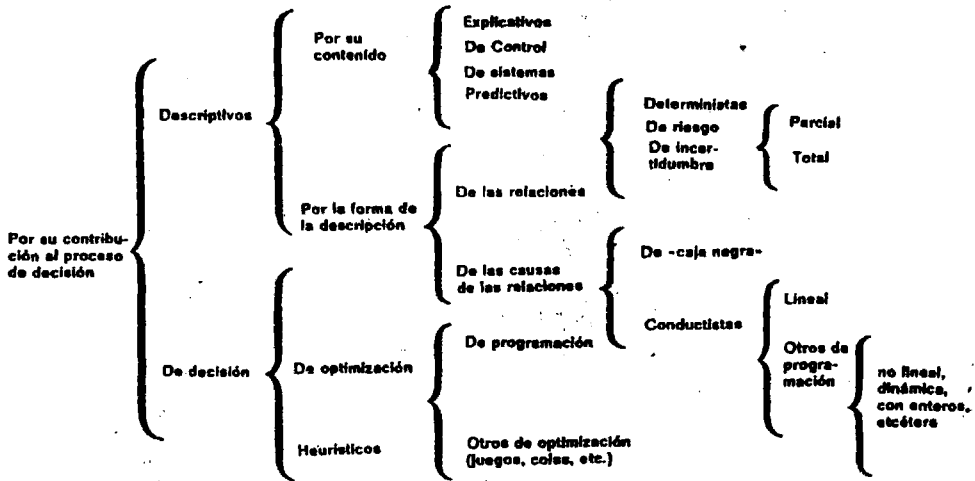 Por su contribu-
ción al proceso
de decisión
Descriptivos
Por su
contenido
Explicativos
De Control
De sistemas
Predictivos
Por la forma de
la descripción
De las relaciones
Deterministas
De riesgo
De incer-
tidumbre
Parcial
Total
De las causas
de las relaciones
De «caja negra»
Conductistas
De decisión
De optimización
De programación
Lineal
Otros de
progra-
mación
no lineal,
dinámica,
con enteros,
etcétera
Otros de optimización
(juegos, colas, etc.)
Heurísticos